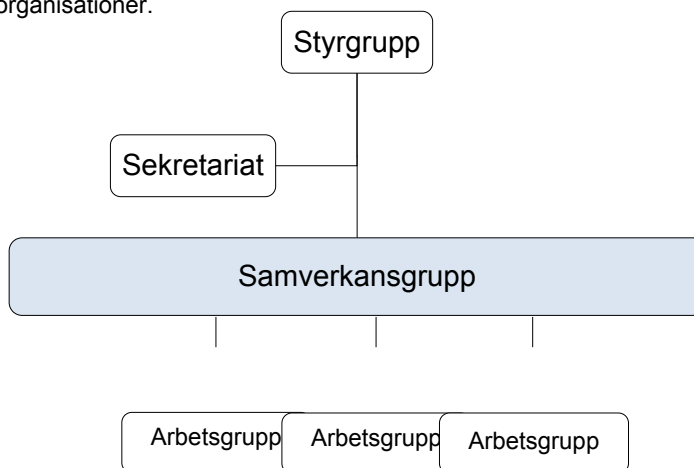 organisationer.
Styrgrupp
Sekretariat
Samverkansgrupp
Arbetsgrupp Arbetsgrupp Arbetsgrupp